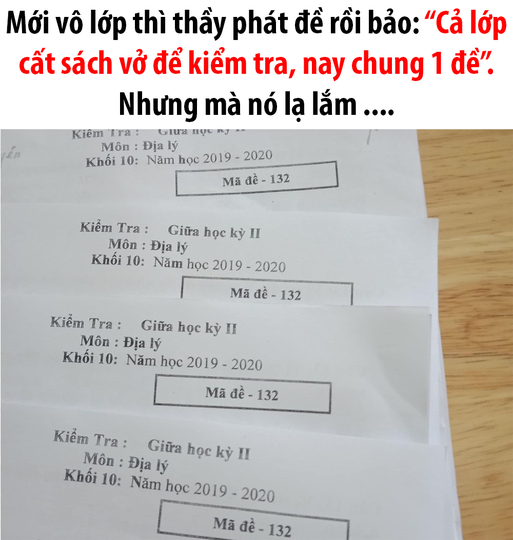 Mới vô lớp thì thầy phát đề rồi bảo: “Cả lớp
cất sách vở để kiểm tra, nay chung 1 đề”.
Nhưng mà nó lạ lắm ....
Kiểm Tra : Giữa học kỳ II
Môn : Địa lý
Khối 10: Năm học 2019 - 2020
Mã đề - 132
Kiểm Tra : Giữa học kỳ II
Môn : Địa lý
Khối 10: Năm học 2019 - 2020
Mã đề - 132
Kiểm Tra : Giữa học kỳ II
Môn : Địa lý
Khối 10: Năm học 2019 - 2020
Mã đề - 132
Kiểm Tra : Giữa học kỳ II
Môn : Địa lý
Khối 10: Năm học 2019 - 2020
Mã đề - 132